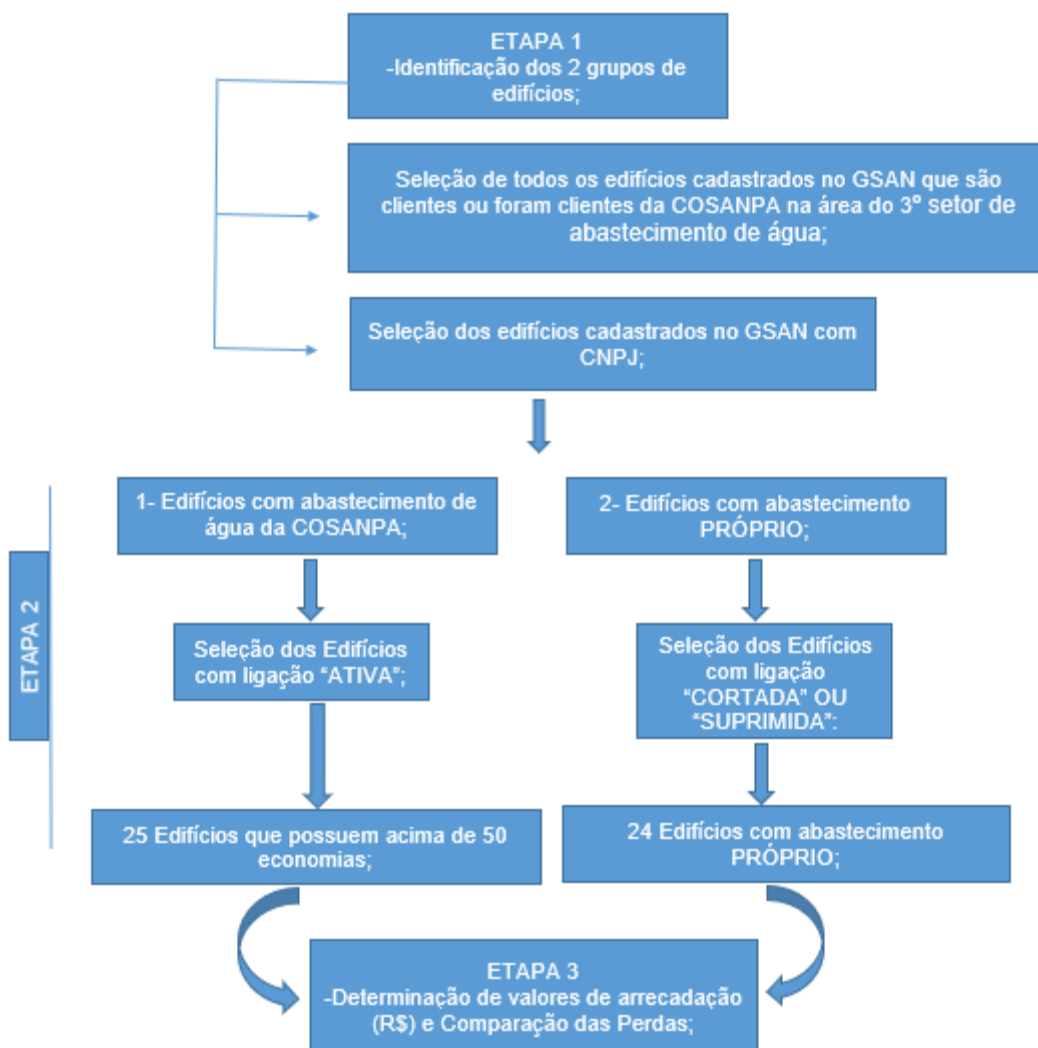 ETAPA 1
-Identificação dos 2 grupos de
edifícios;
Seleção de todos os edifícios cadastrados no GSAN que são
clientes ou foram clientes da COSANPA na área do 3º setor de
abastecimento de água;
Seleção dos edifícios cadastrados no GSAN com
CNPJ;
ETAPA 2
1- Edifícios com abastecimento de
água da COSANPA;
2- Edifícios com abastecimento
PRÓPRIO;
Seleção dos Edifícios
com ligação “ATIVA”;
Seleção dos Edifícios
com ligação
“CORTADA” OU
“SUPRIMIDA”:
25 Edifícios que possuem acima de 50
economias;
24 Edifícios com abastecimento
PRÓPRIO;
ETAPA 3
-Determinação de valores de arrecadação
(R$) e Comparação das Perdas;